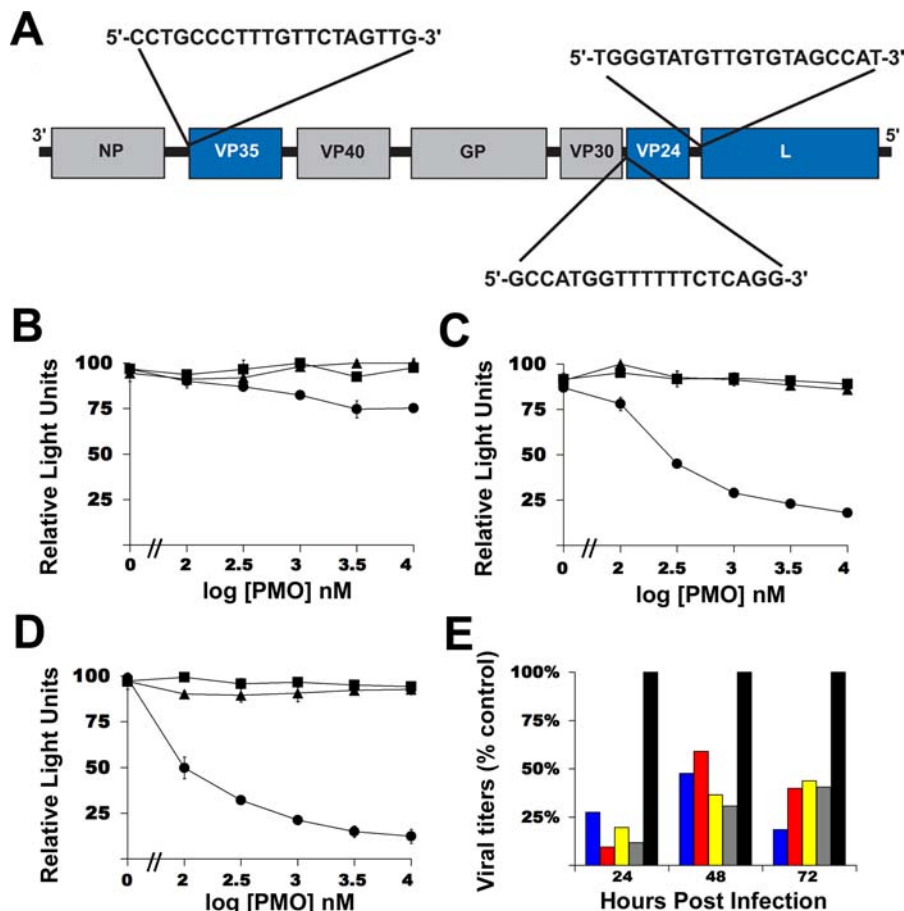 A
5'-CCTGCCCTTTGTTCTAGTTG-3'
5'-TGGGTATGTTGTGTAGCCAT-3'
3'
NP
VP35
VP40
GP
VP30
VP24
L
5'
5'-GCCATGGTTTTTTCTCAGG-3'
B
Relative Light Units
100
75
50
25
0
2
2.5
3
3.5
4
log [PMO] nM
C
Relative Light Units
100
75
50
25
0
2
2.5
3
3.5
4
log [PMO] nM
D
Relative Light Units
100
75
50
25
0
2
2.5
3
3.5
4
log [PMO] nM
E
Viral titers (% control)
100%
75%
50%
25%
24
48
72
Hours Post Infection